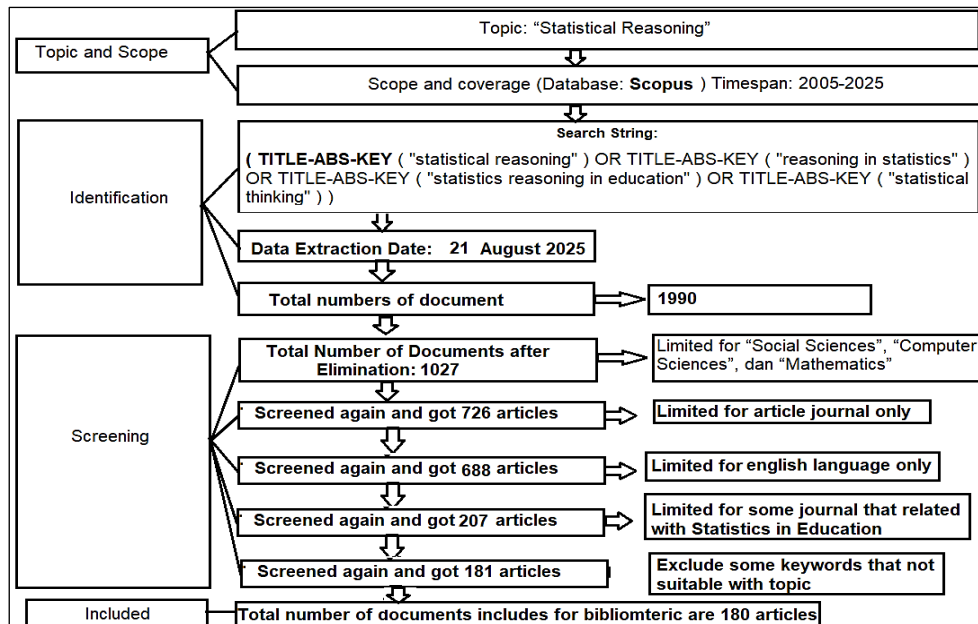 Topic and Scope
Topic: “Statistical Reasoning”
Scope and coverage (Database: Scopus ) Timespan: 2005-2025
Identification
Search String:
( TITLE-ABS-KEY ( "statistical reasoning" ) OR TITLE-ABS-KEY ( "reasoning in statistics" )
OR TITLE-ABS-KEY ( "statistics reasoning in education" ) OR TITLE-ABS-KEY ( "statistical
thinking" ) )
Data Extraction Date: 21 August 2025
Total numbers of document
1990
Screening
Total Number of Documents after
Elimination: 1027
Limited for “Social Sciences”, “Computer
Sciences”, dan “Mathematics”
Screened again and got 726 articles
Limited for article journal only
Screened again and got 688 articles
Limited for english language only
Screened again and got 207 articles
Limited for some journal that related
with Statistics in Education
Screened again and got 181 articles
Exclude some keywords that not
suitable with topic
Included
Total number of documents includes for bibliomteric are 180 articles